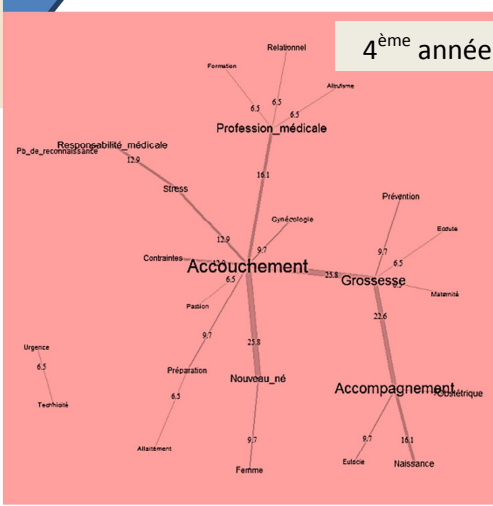 4ème année
Relationnel
Formation
Altruisme
6.5
6.5
6.5
Profession_médicale
Responsabilité_médicale
Pb_de_reconnaissance
12.9
16.1
Stress
Prévention
Gynécologie
Ecoute
12.9
9.7
9.7
Contraintes
6.5
Accouchement
25.8
Grossesse
6.5
Maternité
Passion
22.6
9.7
25.8
Urgence
6.5
Préparation
Nouveau_né
Accompagnement
Obstétrique
Technicité
6.5
9.7
9.7
16.1
Allaitement
Femme
Eutocie
Naissance